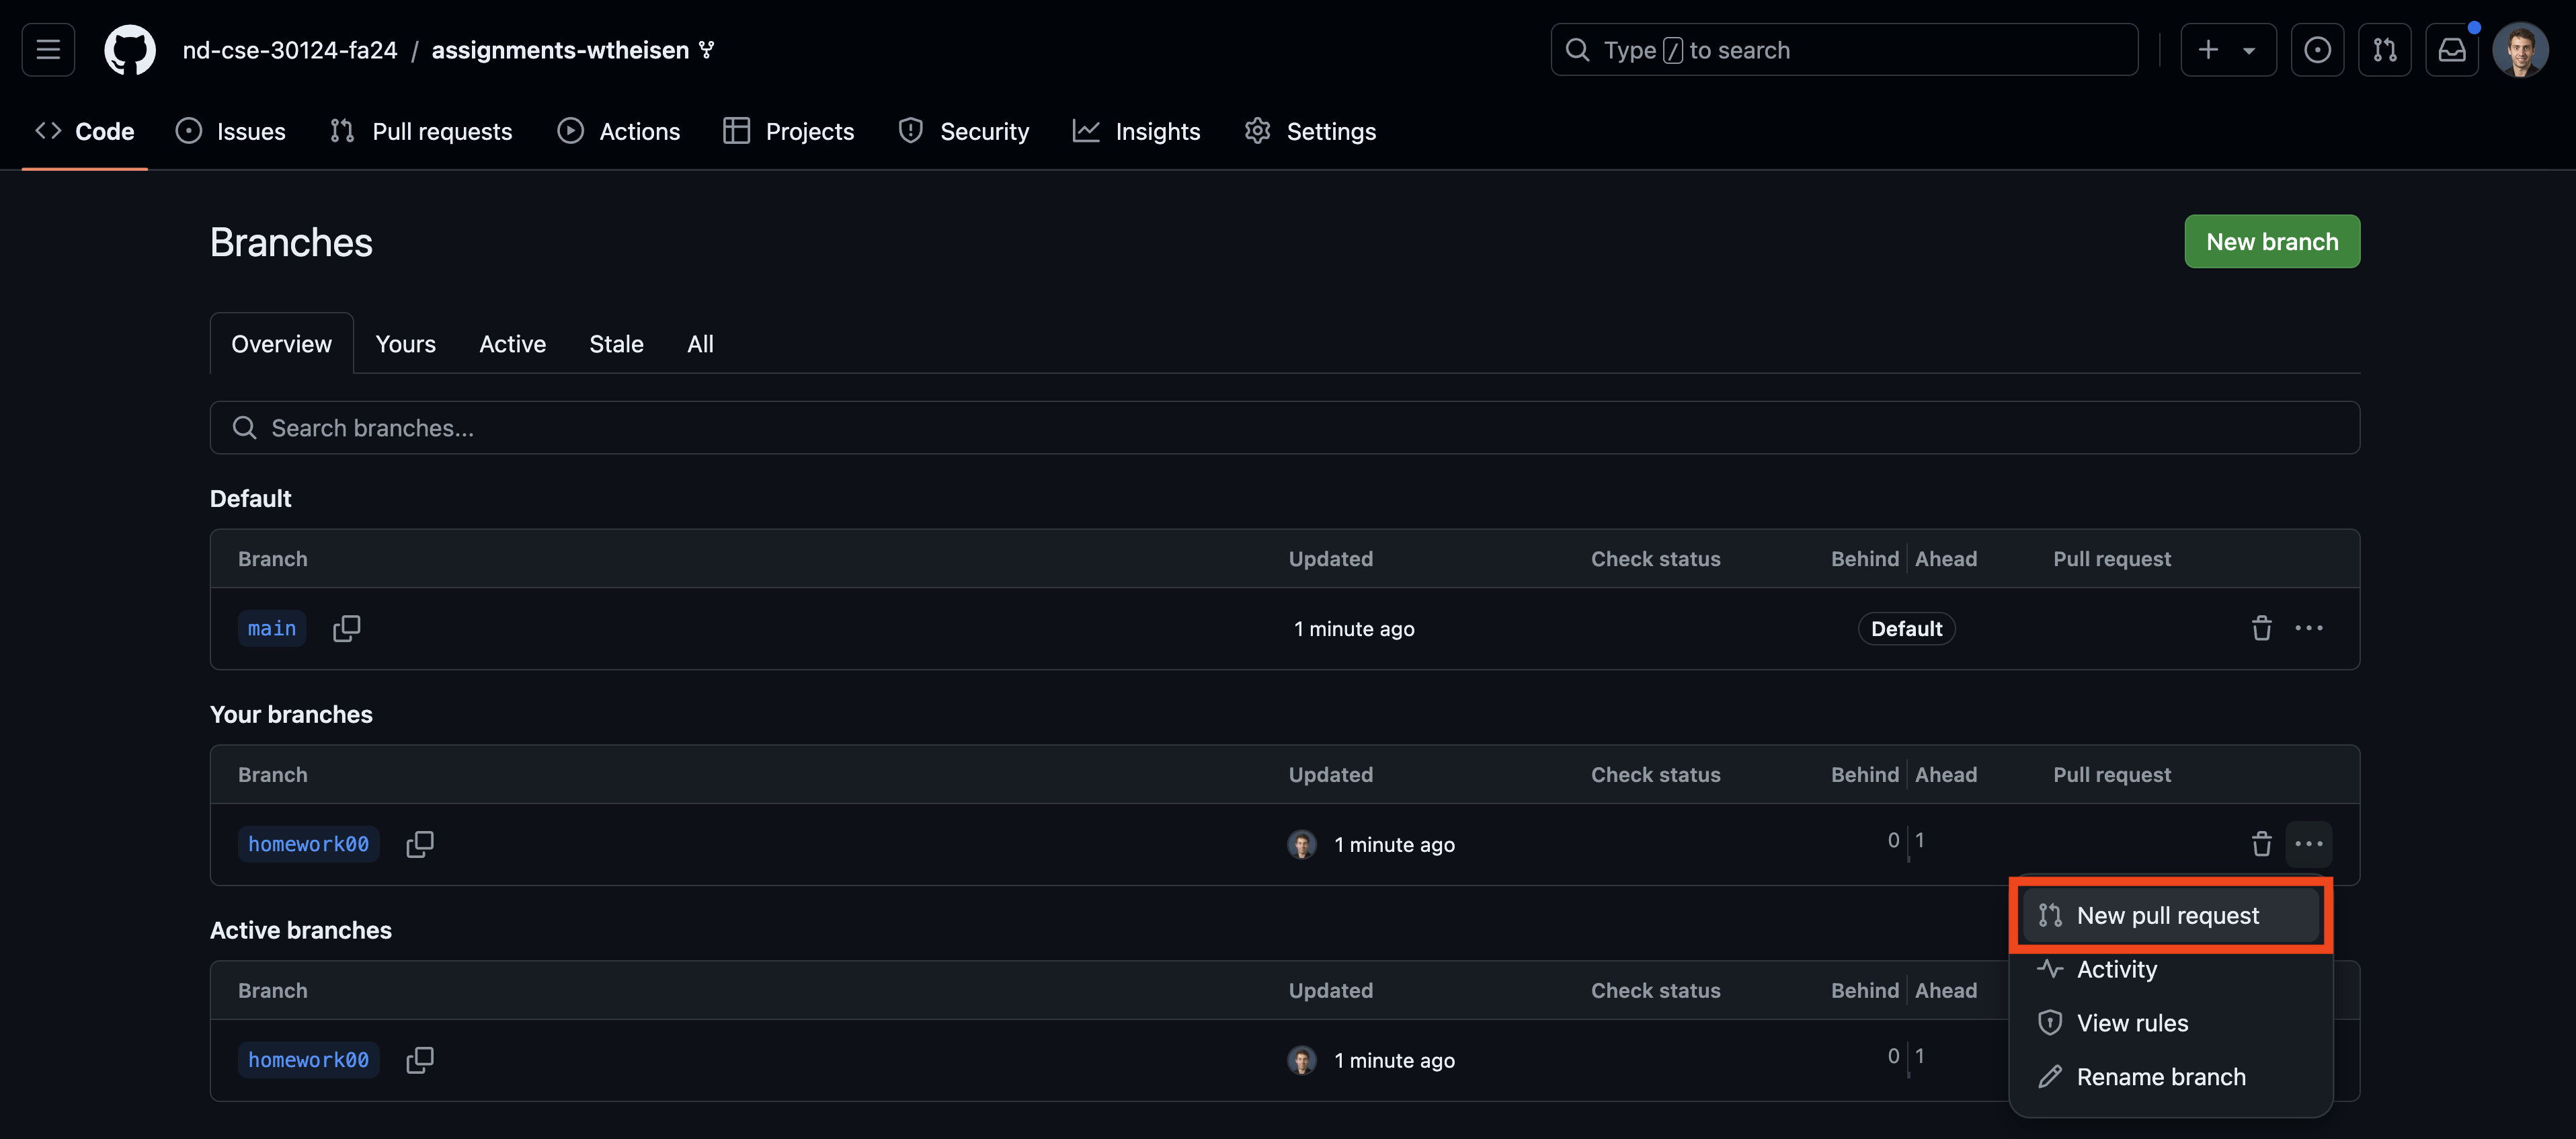 nd-cse-30124-fa24 / assignments-wtheisen
Type / to search
Code Issues Pull requests Actions Projects Security Insights Settings
Branches
New branch
Overview Yours Active Stale All
Search branches...
Default
Branch Updated Check status Behind Ahead Pull request
main 1 minute ago Default
Your branches
Branch Updated Check status Behind Ahead Pull request
homework00 1 minute ago 0 1
New pull request
Activity
View rules
Rename branch
Active branches
Branch Updated Check status Behind Ahead
homework00 1 minute ago 0 1